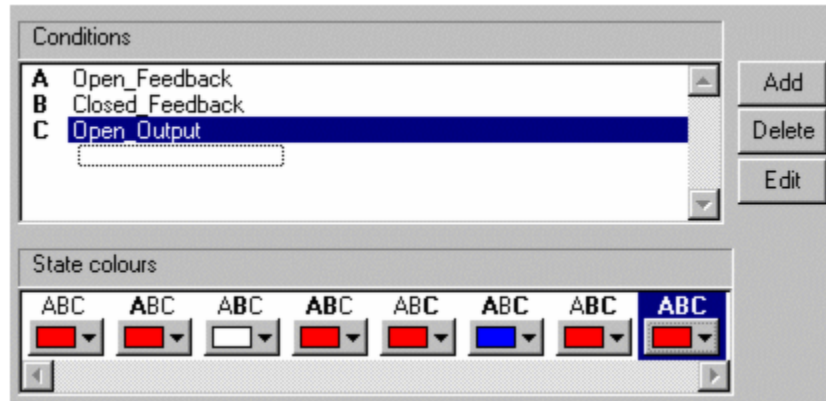 Conditions
A Open_Feedback
B Closed_Feedback
C Open_Output
Add
Delete
Edit
State colours
ABC ABC ABC ABC ABC ABC ABC ABC